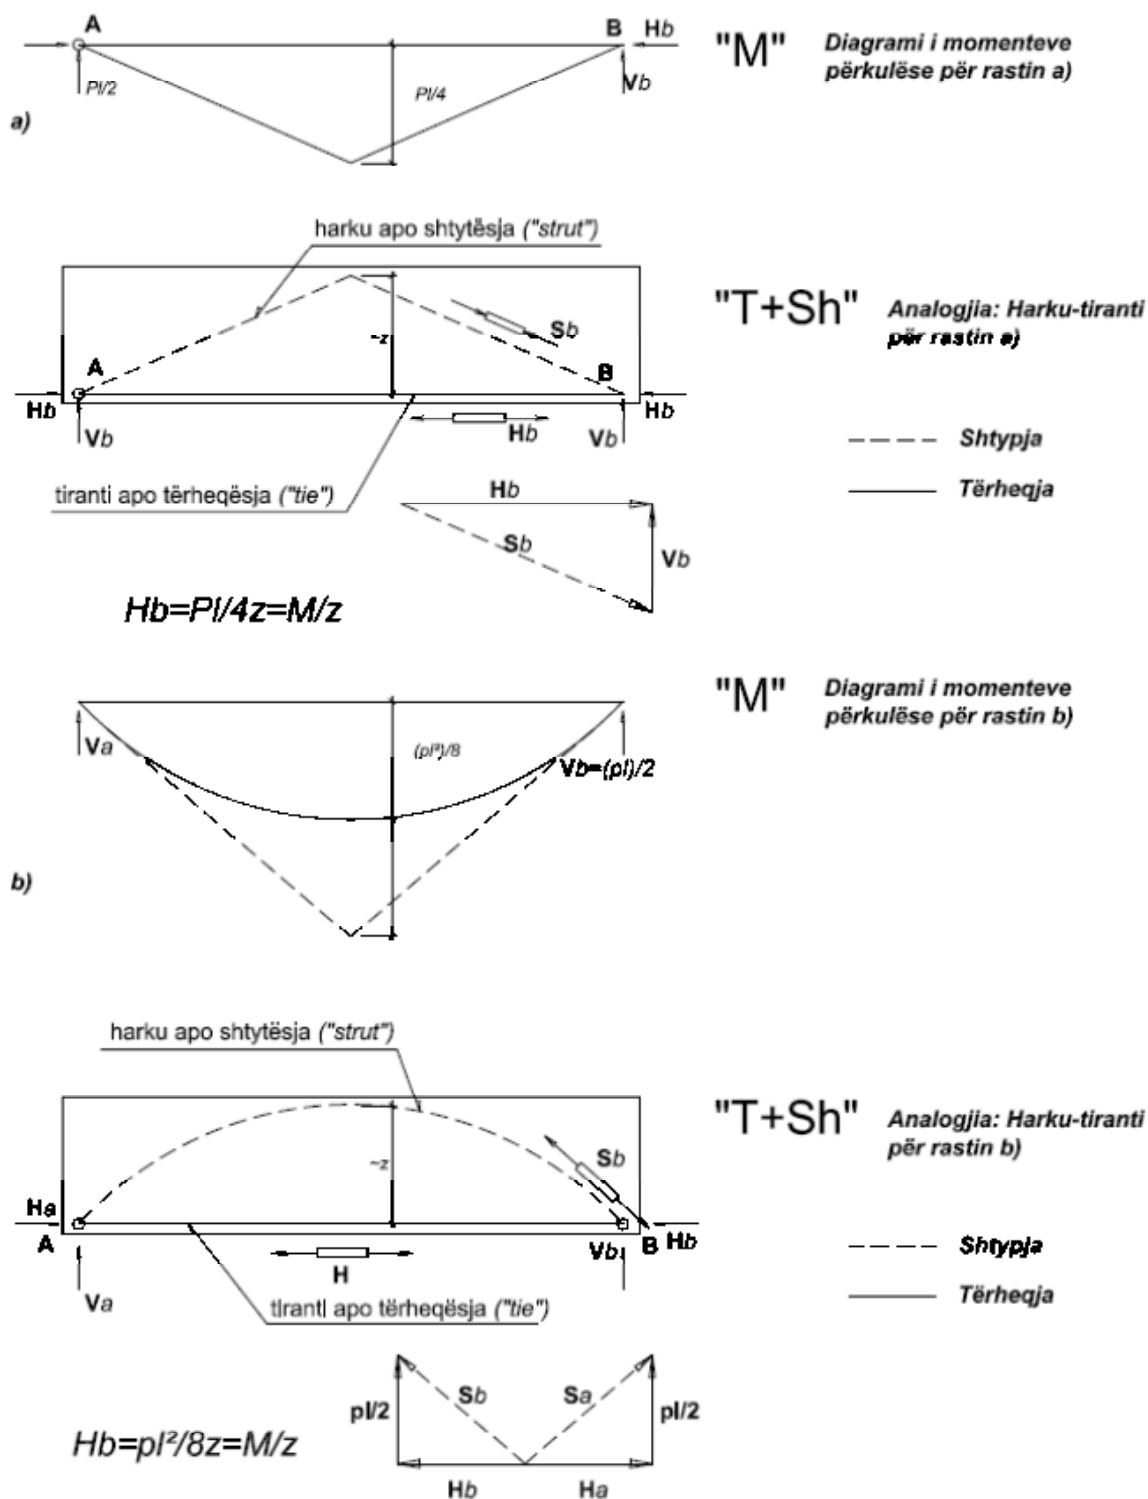 A
B
Hb
"M"
Diagrami i momenteve
përkulëse për rastin a)
Pl/2
Pl/4
Vb
a)
harku apo shtytësja ("strut")
"T+Sh"
Analogjia: Harku-tiranti
për rastin a)
Sb
~z
A
B
Hb
Hb
Vb
Hb
Vb
Shtypja
tiranti apo tërheqësja ("tie")
Hb
Tërheqja
Sb
Vb
Hb=Pl/4z=M/z
"M"
Diagrami i momenteve
përkulëse për rastin b)
Va
(pl²)/8
Vb=(pl)/2
b)
harku apo shtytësja ("strut")
"T+Sh"
Analogjia: Harku-tiranti
për rastin b)
Sb
~z
Ha
A
Vb
B
Hb
Shtypja
H
Va
tiranti apo tërheqësja ("tie")
Tërheqja
pl/2
Sb
Sa
pl/2
Hb=pl²/8z=M/z
Hb
Ha